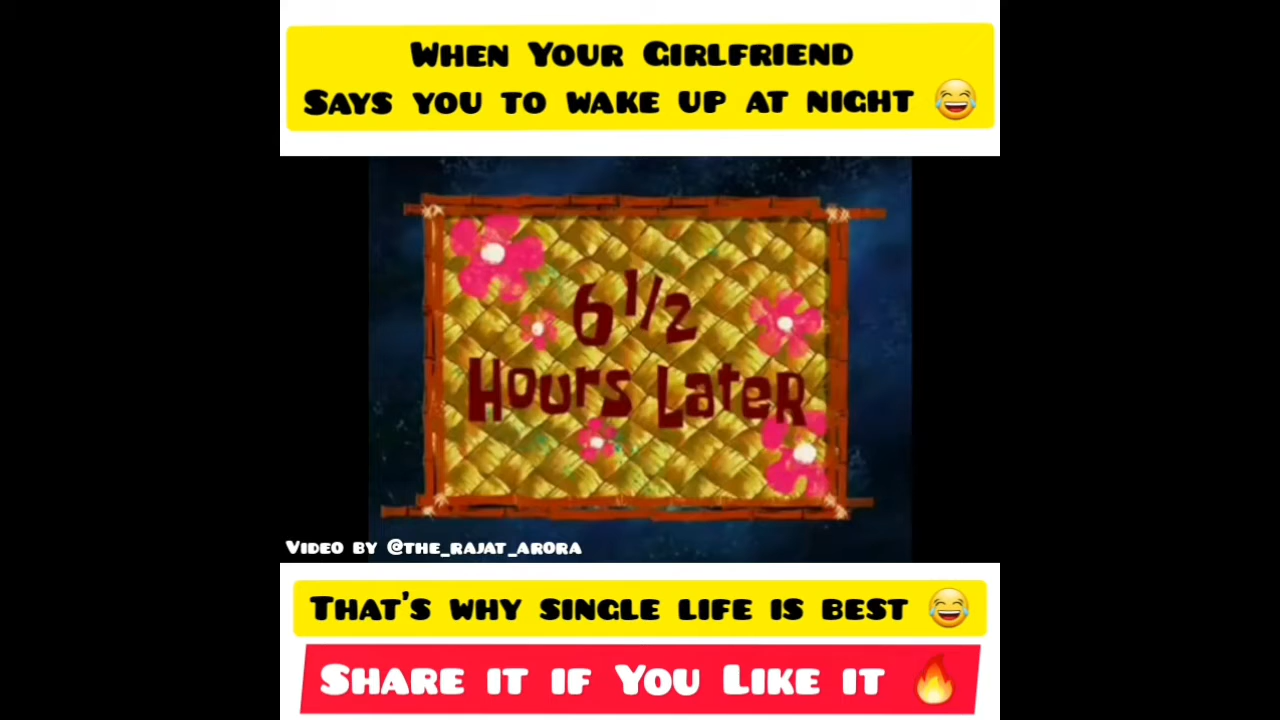 When Your Girlfriend
Says you to wake up at night 😂
6 1/2
Hours Later
Video by @the_rajat_arora
That's why single life is best 😂
Share it if You Like it 🔥